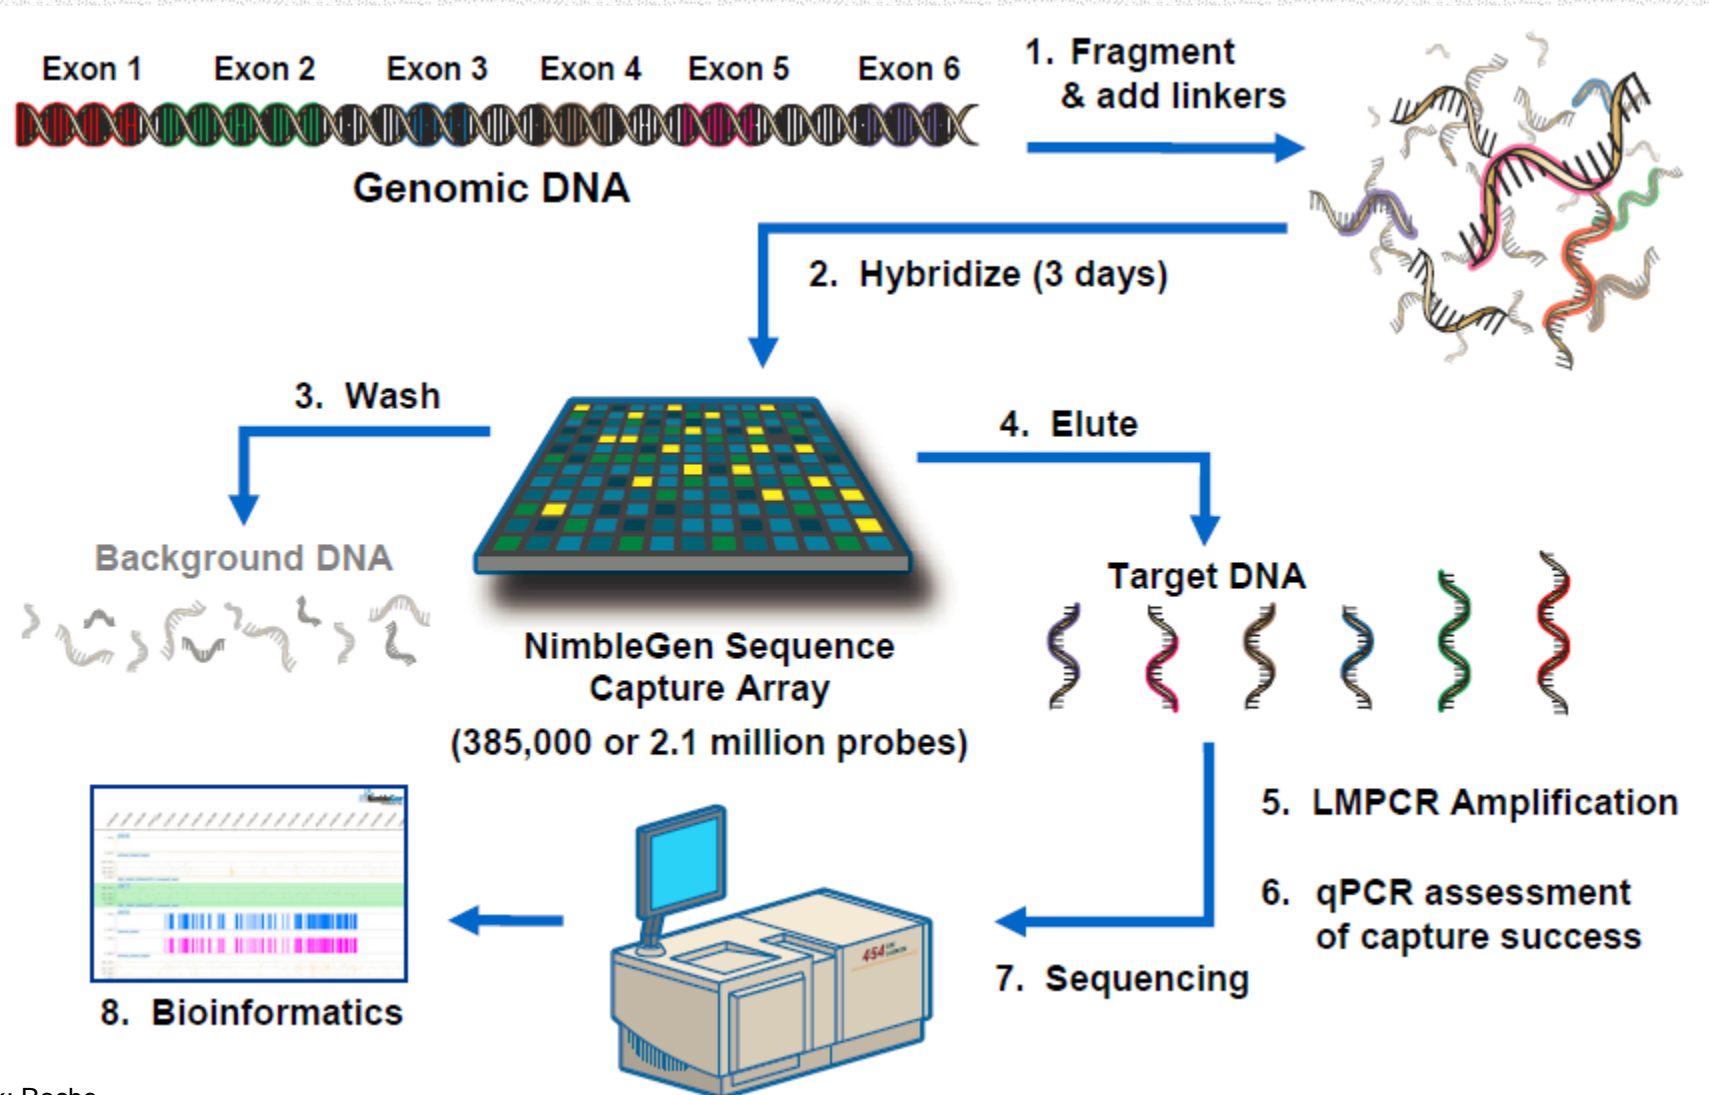 Exon 1 Exon 2 Exon 3 Exon 4 Exon 5 Exon 6
Genomic DNA
1. Fragment
& add linkers
2. Hybridize (3 days)
3. Wash
4. Elute
Background DNA
Target DNA
NimbleGen Sequence
Capture Array
(385,000 or 2.1 million probes)
5. LMPCR Amplification
6. qPCR assessment
of capture success
7. Sequencing
454
8. Bioinformatics
Roche